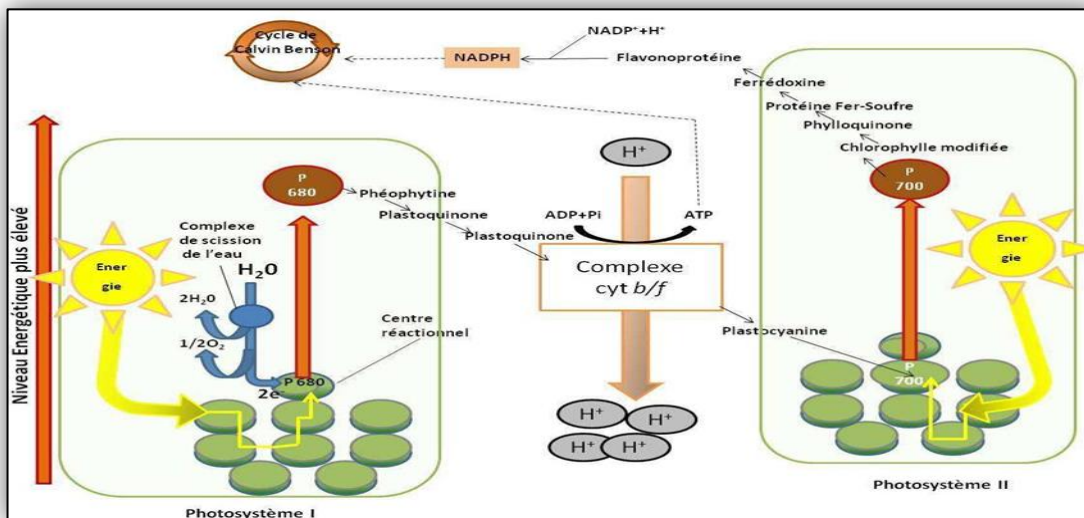 Cycle de
Calvin Benson
NADPH
NADP⁺+H⁺
Flavonoprotéine
Ferrédoxine
Protéine Fer-Soufre
Phylloquinone
Chlorophylle modifiée
P
700
H⁺
P
680
Phéophytine
Plastoquinone
Plastoquinone
ADP+Pi
ATP
Complexe
cyt b/f
Plastocyanine
Niveau Energétique plus élevé
Ener
gie
Complexe
de scission
de l'eau
H₂0
2H₂0
1/2O₂
2e⁻
P 680
Centre
réactionnel
H⁺
H⁺
H⁺
H⁺
Ener
gie
P
700
Photosystème I
Photosystème II